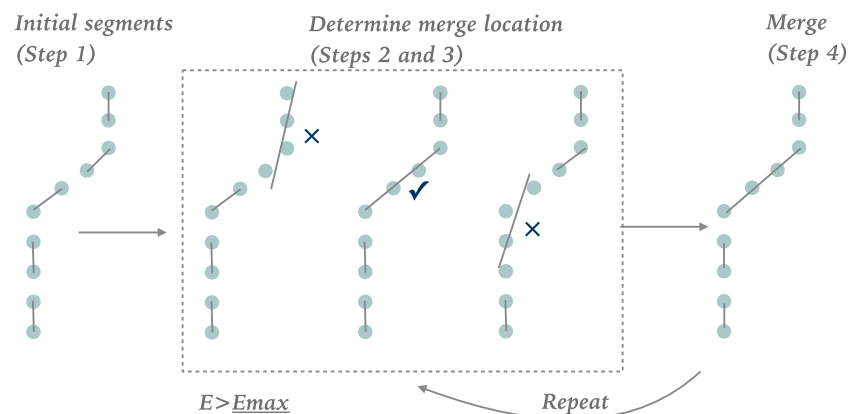 Initial segments
(Step 1)
Determine merge location
(Steps 2 and 3)
Merge
(Step 4)
E>Emax
Repeat